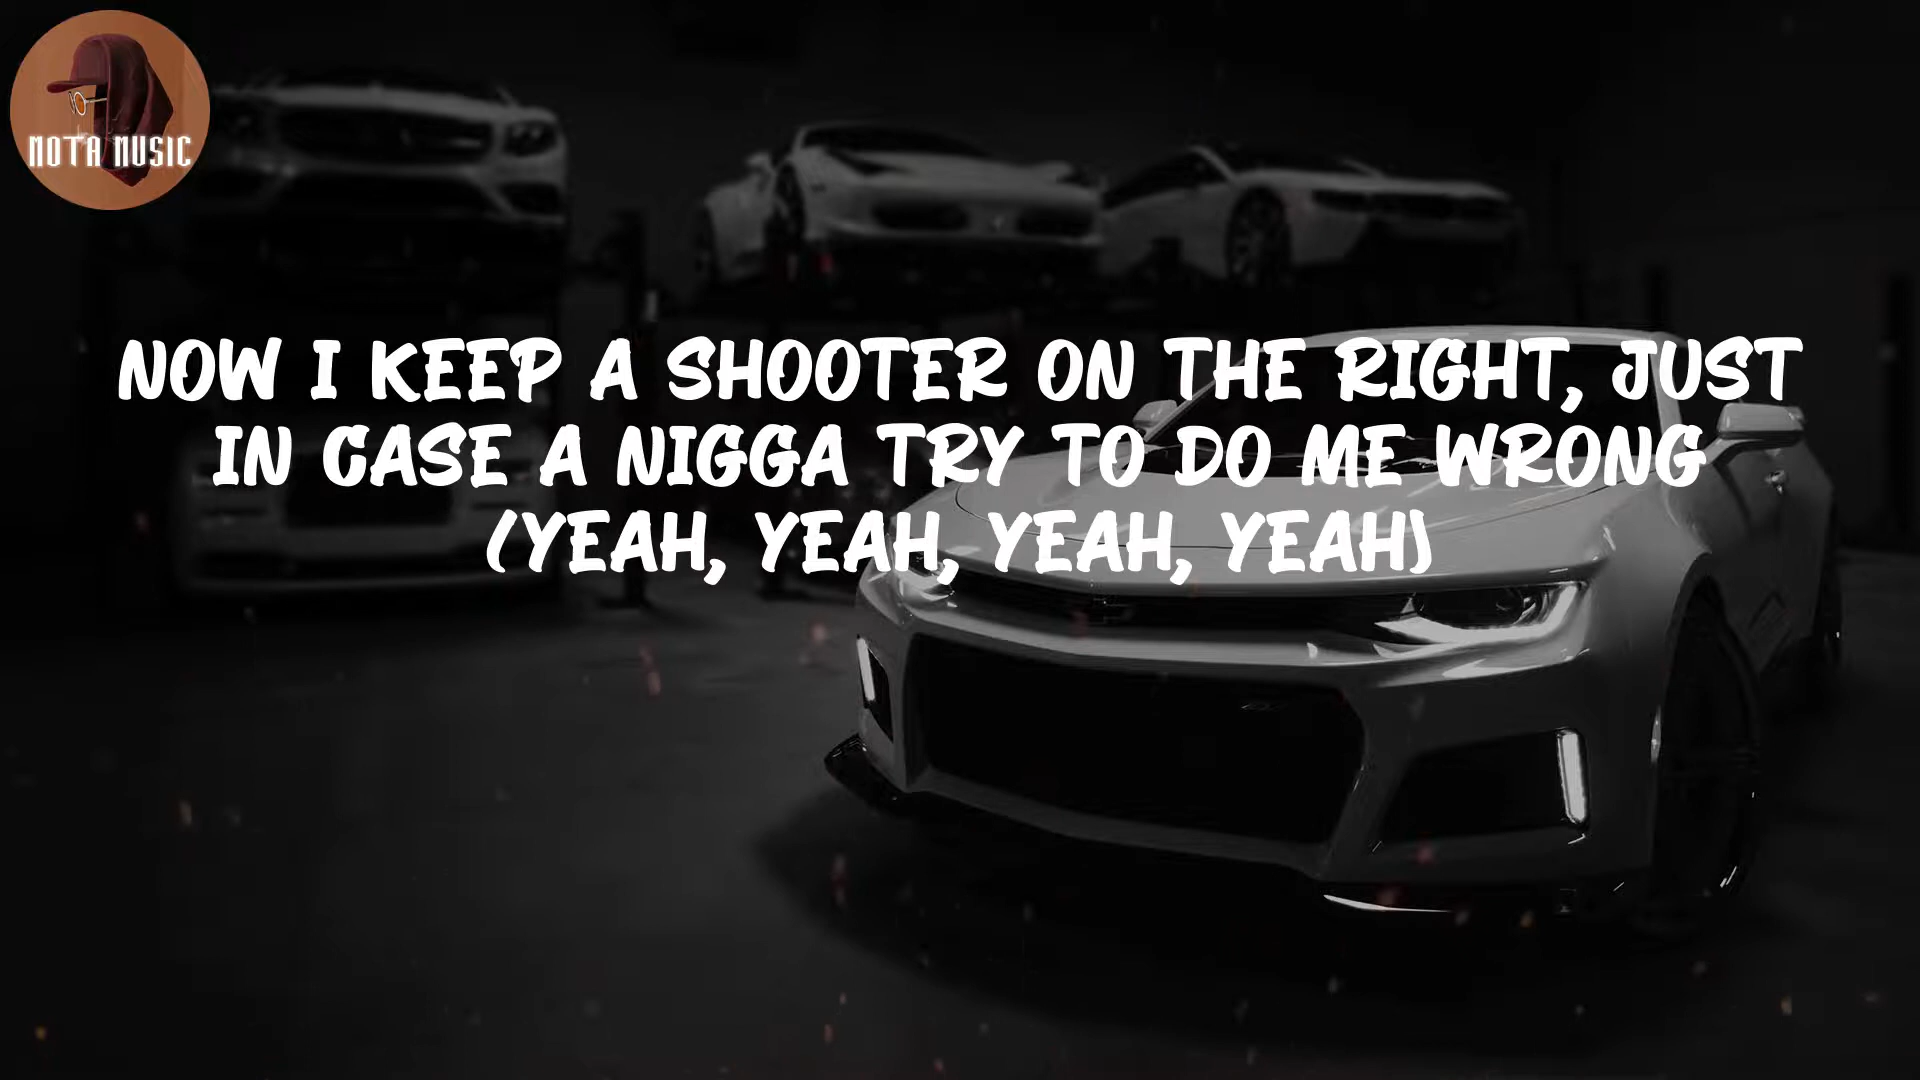 MOTA MUSIC
NOW I KEEP A SHOOTER ON THE RIGHT, JUST
IN CASE A NIGGA TRY TO DO ME WRONG
(YEAH, YEAH, YEAH, YEAH)